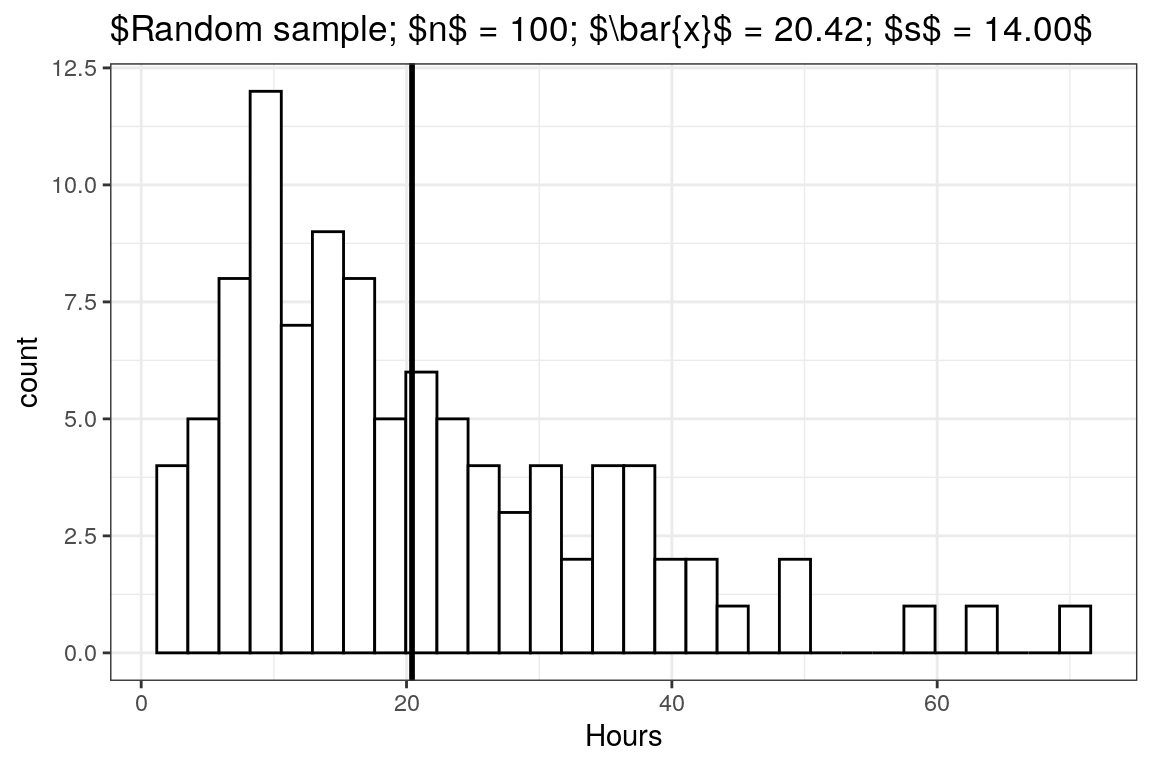 $Random sample; $n$ = 100; $\bar{x}$ = 20.42; $s$ = 14.00$
12.5
10.0
7.5
5.0
2.5
0.0
count
0 20 40 60
Hours